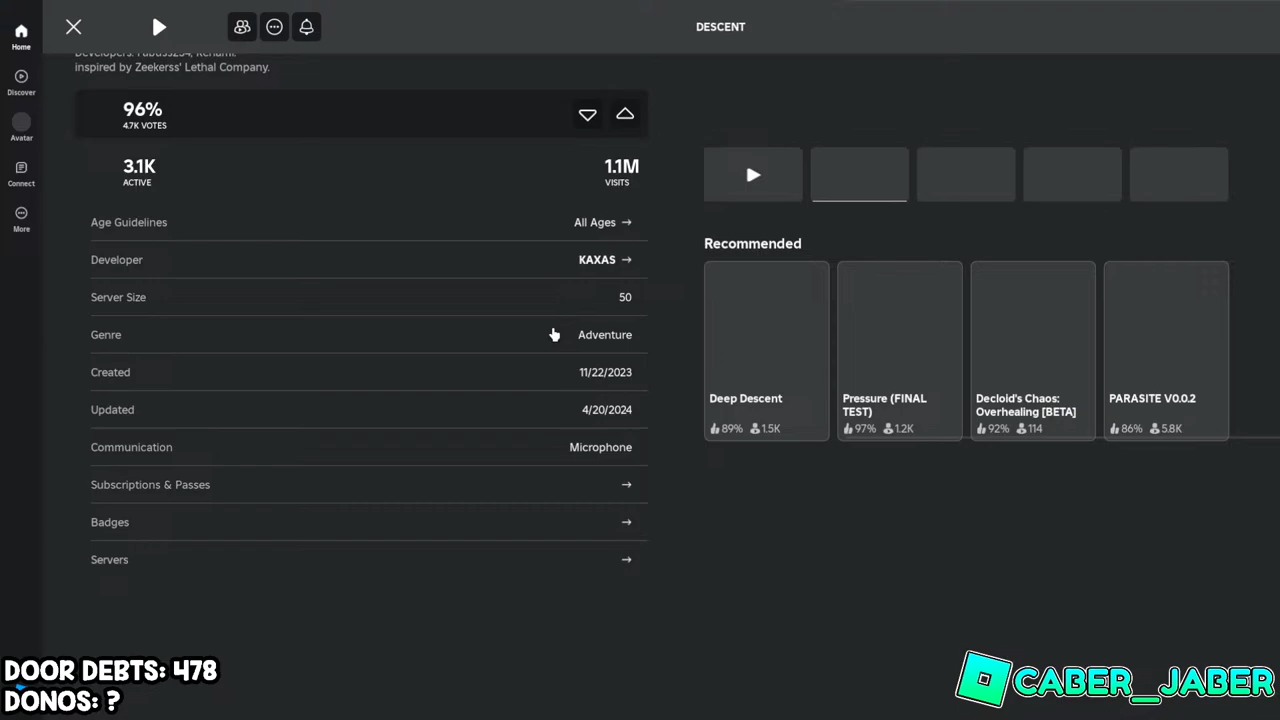 DESCENT
Home
Discover
Avatar
Connect
More
inspired by Zeekerss' Lethal Company.
96%
4.7K VOTES
3.1K
ACTIVE
1.1M
VISITS
Age Guidelines
All Ages →
Developer
KAXAS →
Server Size
50
Genre
Adventure
Created
11/22/2023
Updated
4/20/2024
Communication
Microphone
Subscriptions & Passes →
Badges →
Servers →
Recommended
Deep Descent
89% 1.5K
Pressure (FINAL
TEST)
97% 1.2K
Decloid's Chaos:
Overhealing [BETA]
92% 114
PARASITE V0.0.2
86% 5.8K
DOOR DEBTS: 478
DONOS: ?
CABER_JABER